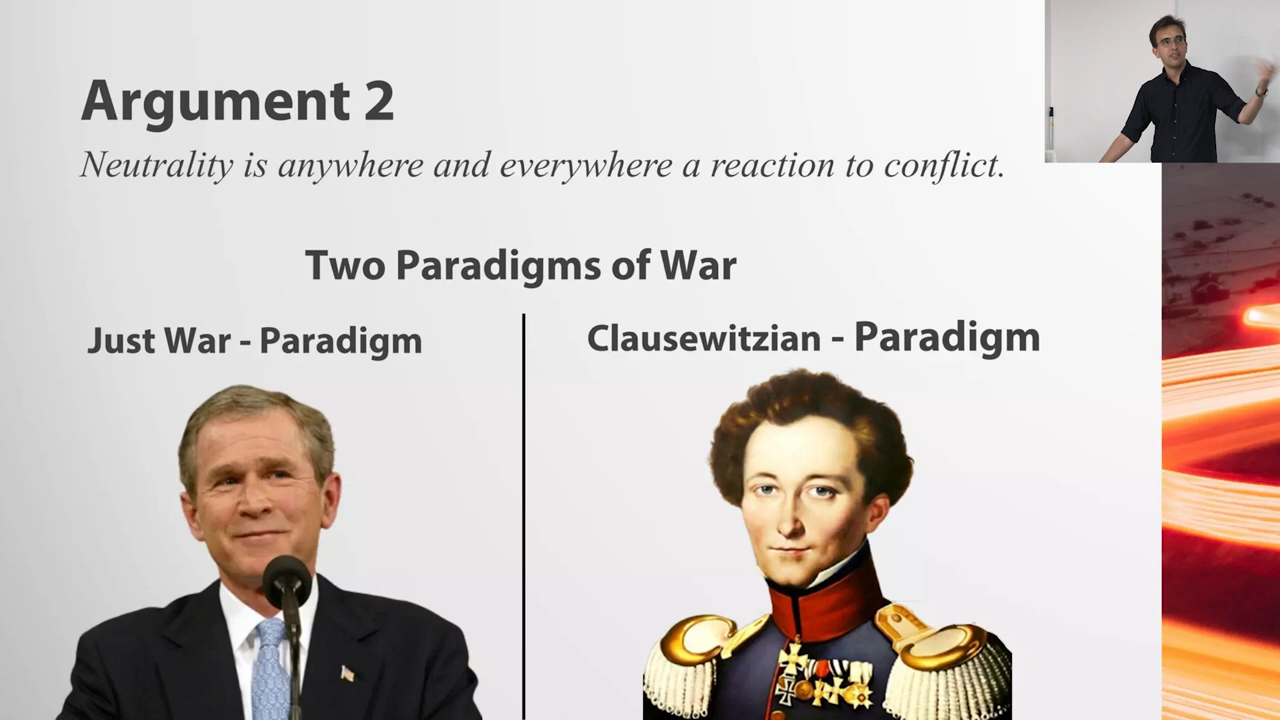 Argument 2
Neutrality is anywhere and everywhere a reaction to conflict.
Two Paradigms of War
Just War - Paradigm
Clausewitzian - Paradigm